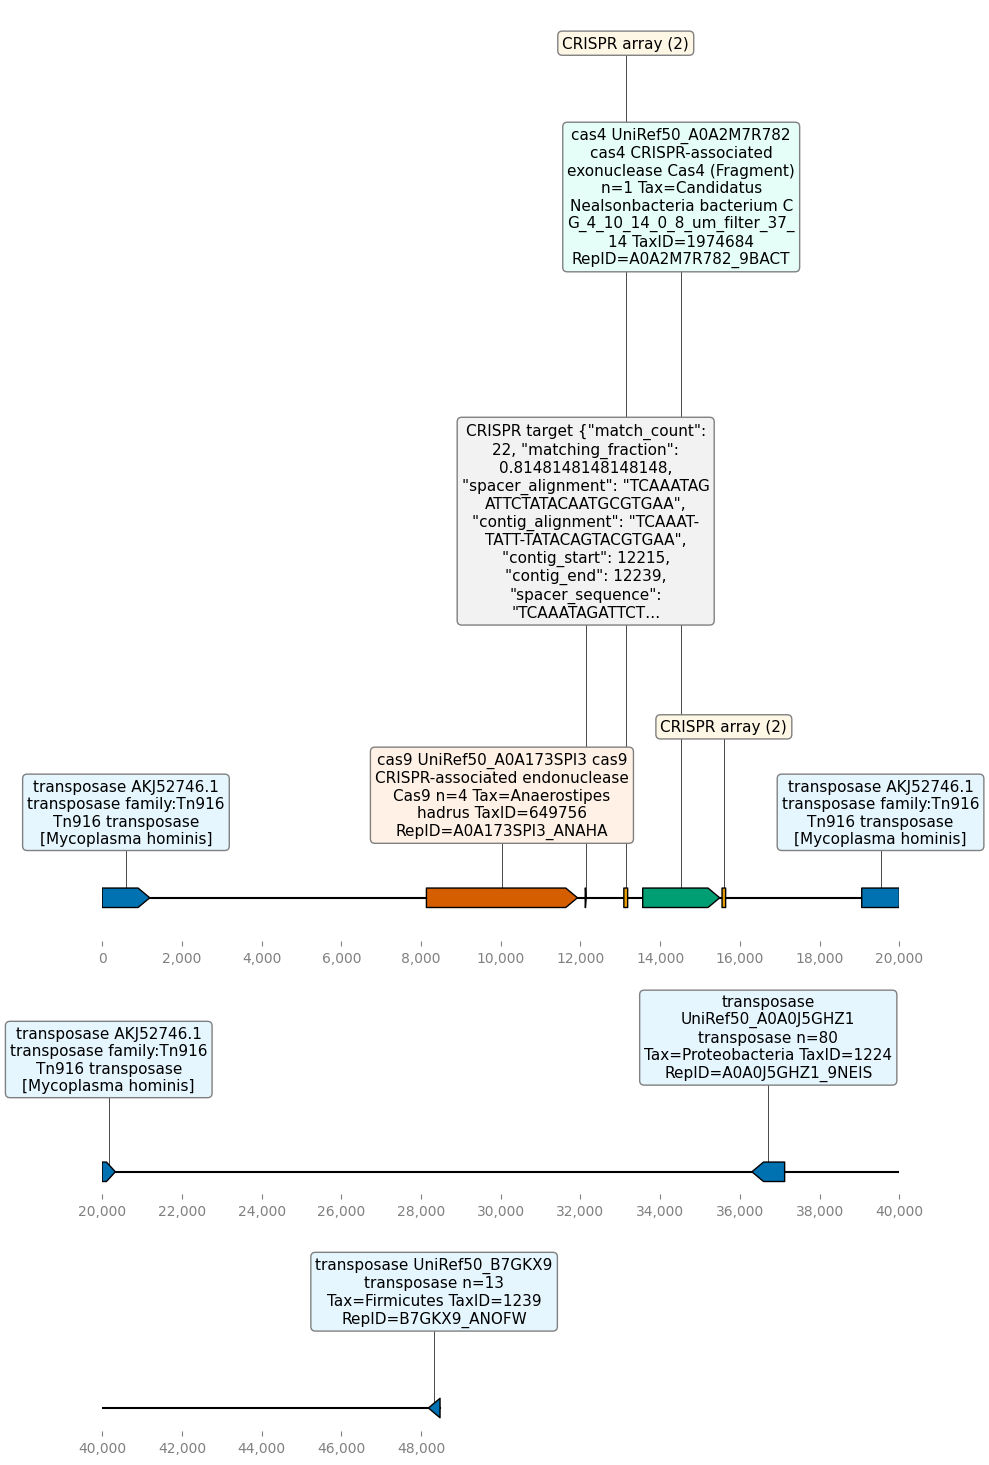 CRISPR array (2)
cas4 UniRef50_A0A2M7R782
cas4 CRISPR-associated
exonuclease Cas4 (Fragment)
n=1 Tax=Candidatus
Nealsonbacteria bacterium C
G_4_10_14_0_8_um_filter_37_
14 TaxID=1974684
RepID=A0A2M7R782_9BACT
CRISPR target {"match_count":
22, "matching_fraction":
0.8148148148148148,
"spacer_alignment": "TCAAATAG
ATTCTATACAATGCGTGAA",
"contig_alignment": "TCAAAT-
TATT-TATACAGTACGTGAA",
"contig_start": 12215,
"contig_end": 12239,
"spacer_sequence":
"TCAAATAGATTCT...
CRISPR array (2)
cas9 UniRef50_A0A173SPI3 cas9
CRISPR-associated endonuclease
Cas9 n=4 Tax=Anaerostipes
hadrus TaxID=649756
RepID=A0A173SPI3_ANAHA
transposase AKJ52746.1
transposase family:Tn916
Tn916 transposase
[Mycoplasma hominis]
transposase AKJ52746.1
transposase family:Tn916
Tn916 transposase
[Mycoplasma hominis]
0 2,000 4,000 6,000 8,000 10,000 12,000 14,000 16,000 18,000 20,000
transposase
UniRef50_A0A0J5GHZ1
transposase n=80
Tax=Proteobacteria TaxID=1224
RepID=A0A0J5GHZ1_9NEIS
transposase AKJ52746.1
transposase family:Tn916
Tn916 transposase
[Mycoplasma hominis]
20,000 22,000 24,000 26,000 28,000 30,000 32,000 34,000 36,000 38,000 40,000
transposase UniRef50_B7GKX9
transposase n=13
Tax=Firmicutes TaxID=1239
RepID=B7GKX9_ANOFW
40,000 42,000 44,000 46,000 48,000